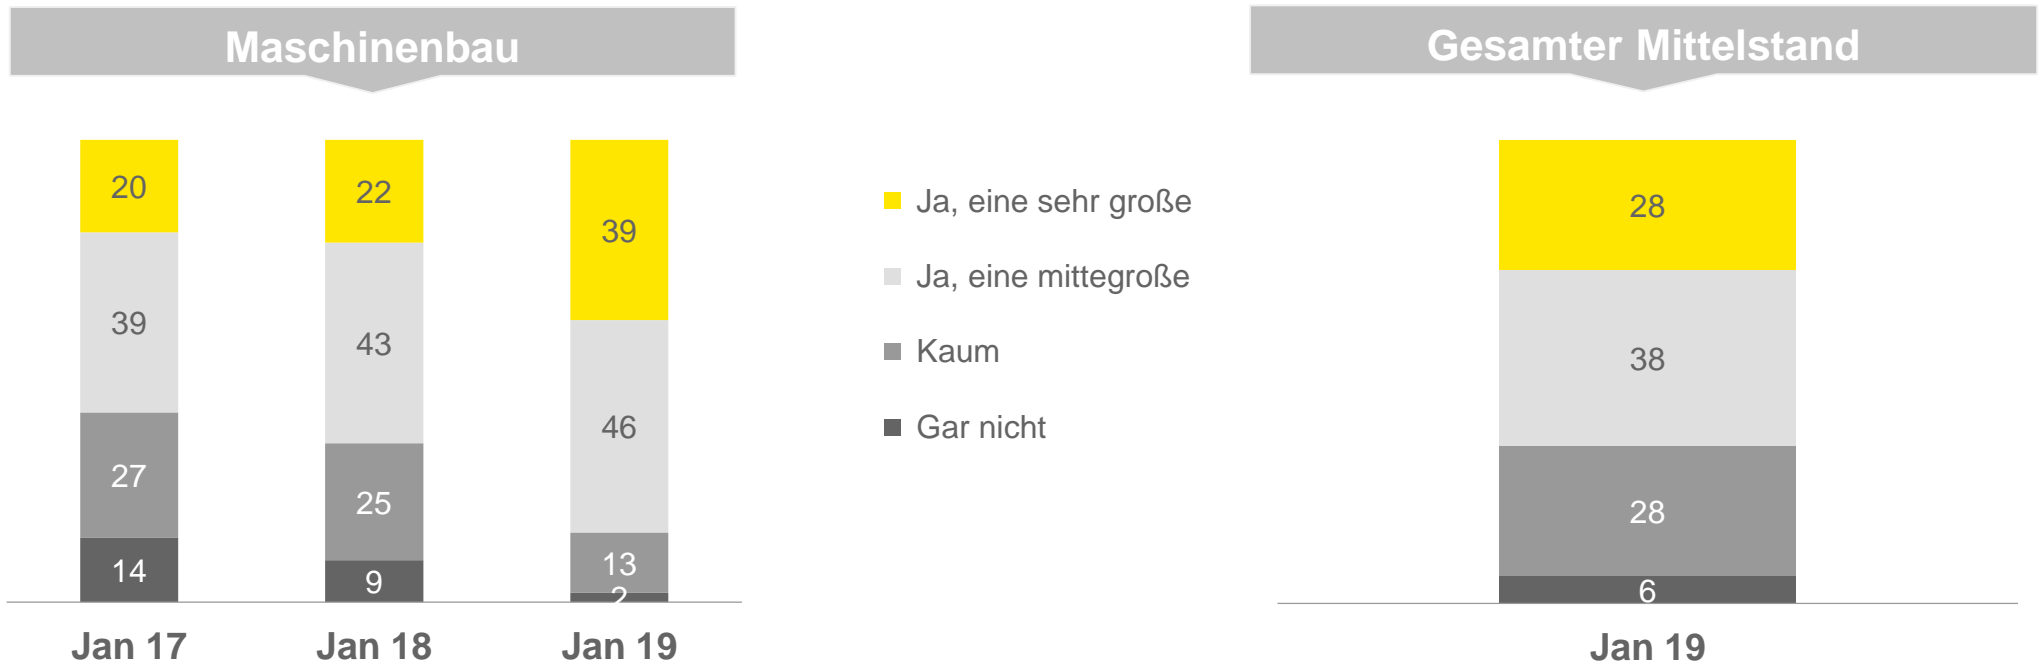 Maschinenbau
20
39
27
14
Jan 17
22
43
25
9
Jan 18
39
46
13
2
Jan 19
Ja, eine sehr große
Ja, eine mittegroße
Kaum
Gar nicht
Gesamter Mittelstand
28
38
28
6
Jan 19